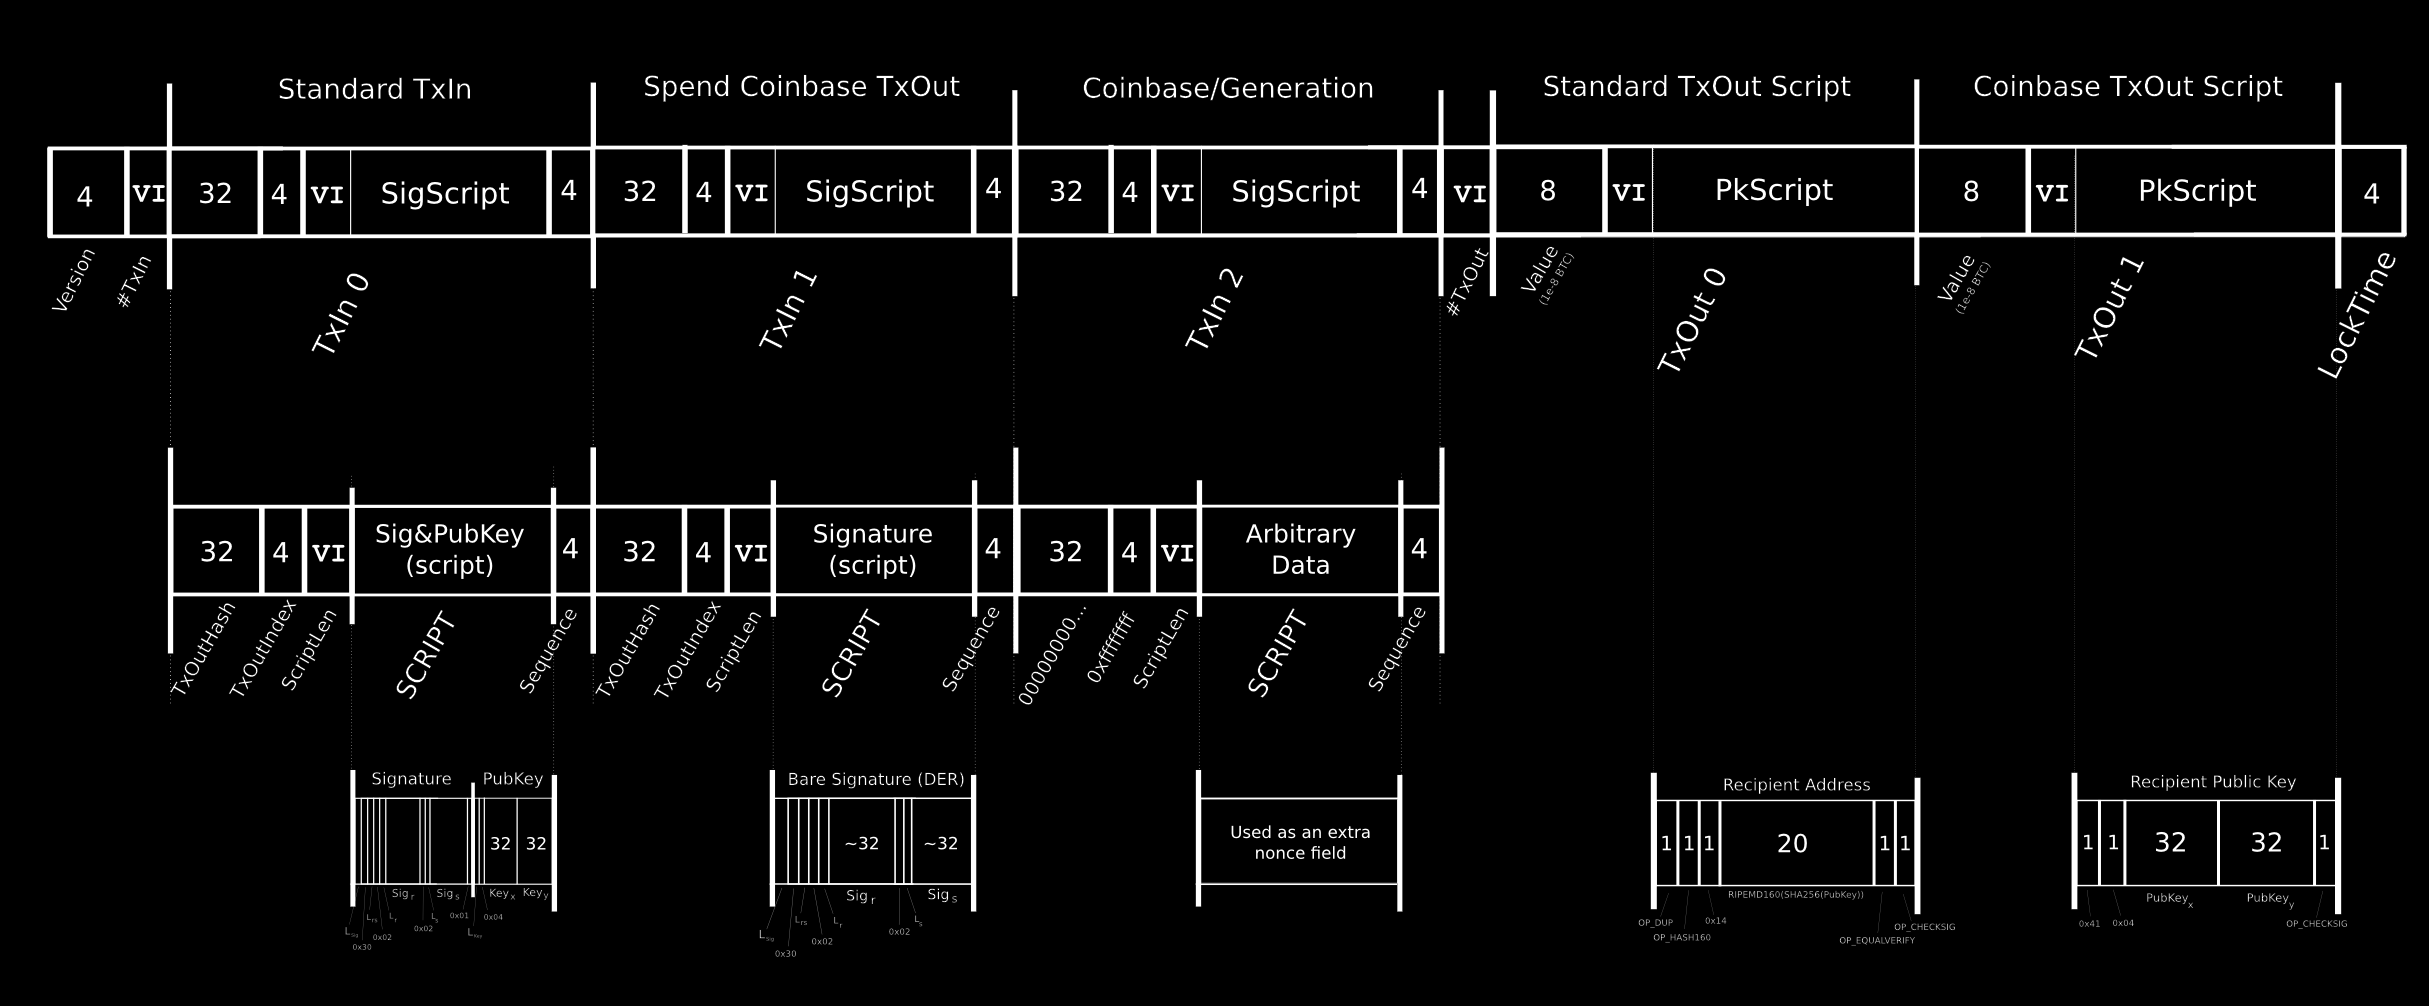 Standard TxIn
Spend Coinbase TxOut
Coinbase/Generation
Standard TxOut Script
Coinbase TxOut Script
4 VI 32 4 VI SigScript 4 32 4 VI SigScript 4 32 4 VI SigScript 4 VI 8 VI PkScript 8 VI PkScript 4
Version
#TxIn
TxIn 0
TxIn 1
TxIn 2
#TxOut
Value
(1e-8 BTC)
TxOut 0
Value
(1e-8 BTC)
TxOut 1
LockTime
32 4 VI
Sig&PubKey
(script)
4
32 4 VI
Signature
(script)
4
32 4 VI
Arbitrary
Data
4
TxOutHash
TxOutIndex
ScriptLen
SCRIPT
Sequence
TxOutHash
TxOutIndex
ScriptLen
SCRIPT
Sequence
00000000...
0xffffffff
ScriptLen
SCRIPT
Sequence
Signature
PubKey
32 32
Sig r
Sig s
Key x
Key y
L Sig
0x30
L rs
0x02
L r
0x02
L s
0x01
L Key
0x04
Bare Signature (DER)
~32 ~32
Sig r
Sig s
L Sig
0x30
L rs
0x02
L r
0x02
L s
Used as an extra
nonce field
Recipient Address
1 1 1 20 1 1
RIPEMD160(SHA256(PubKey))
OP_DUP
OP_HASH160
0x14
OP_EQUALVERIFY
OP_CHECKSIG
Recipient Public Key
1 1 32 32 1
PubKey x
PubKey y
0x41
0x04
OP_CHECKSIG